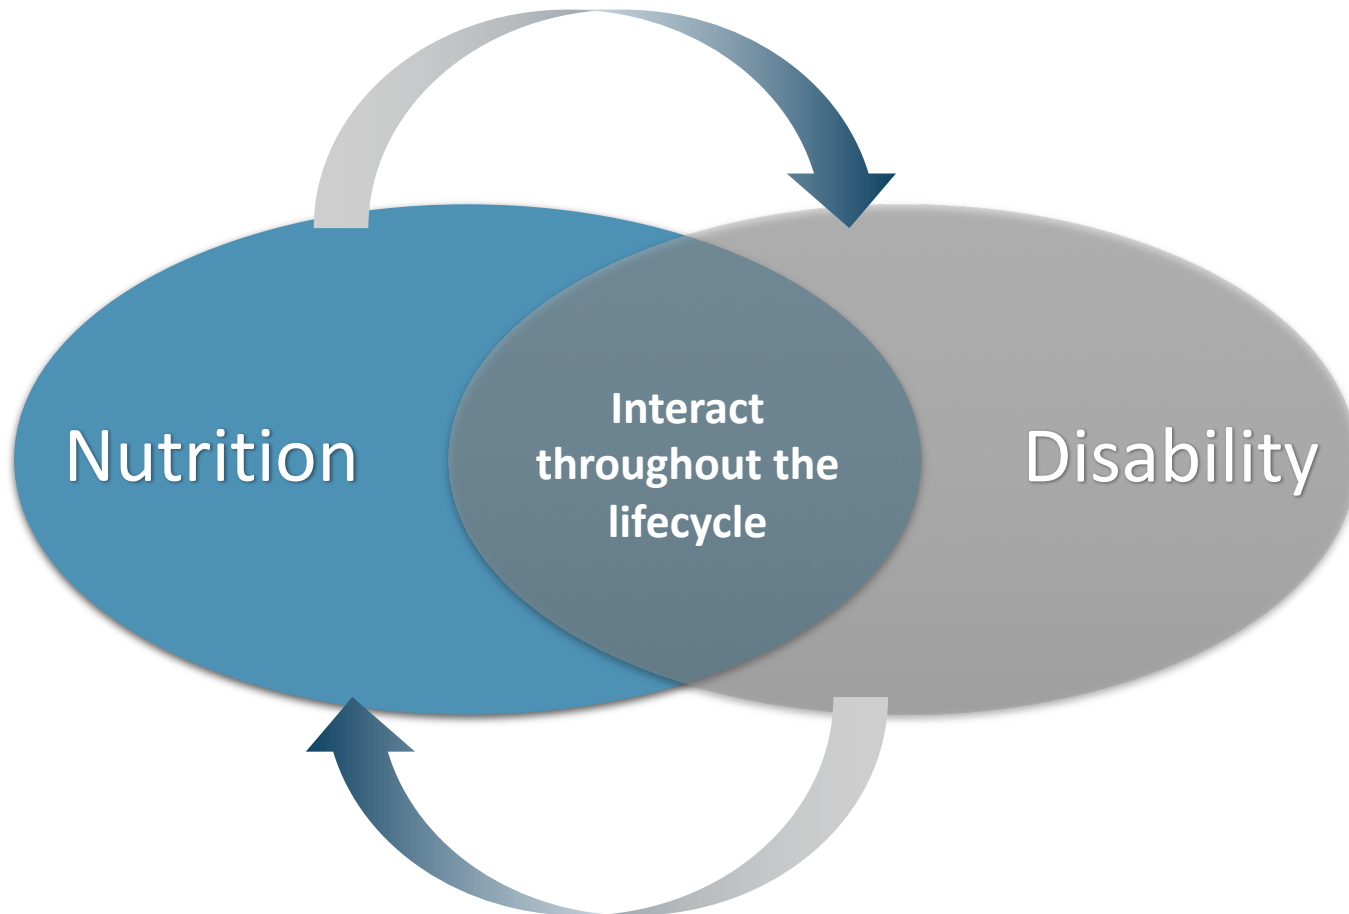 Nutrition
Interact
throughout the
lifecycle
Disability